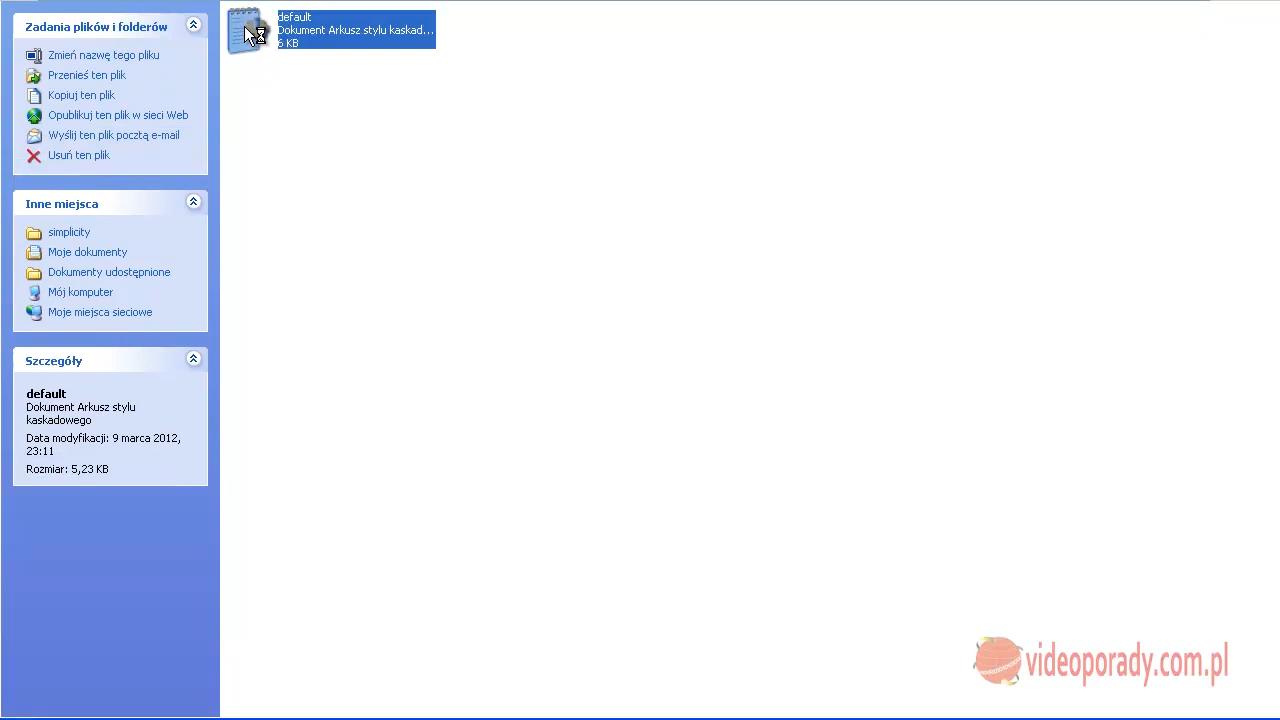 Zadania plików i folderów
Zmień nazwę tego pliku
Przenieś ten plik
Kopiuj ten plik
Opublikuj ten plik w sieci Web
Wyślij ten plik pocztą e-mail
Usuń ten plik
Inne miejsca
simplicity
Moje dokumenty
Dokumenty udostępnione
Mój komputer
Moje miejsca sieciowe
Szczegóły
default
Dokument Arkusz stylu
kaskadowego
Data modyfikacji: 9 marca 2012,
23:11
Rozmiar: 5,23 KB
default
Dokument Arkusz stylu kaskad...
6 KB
videoporady.com.pl